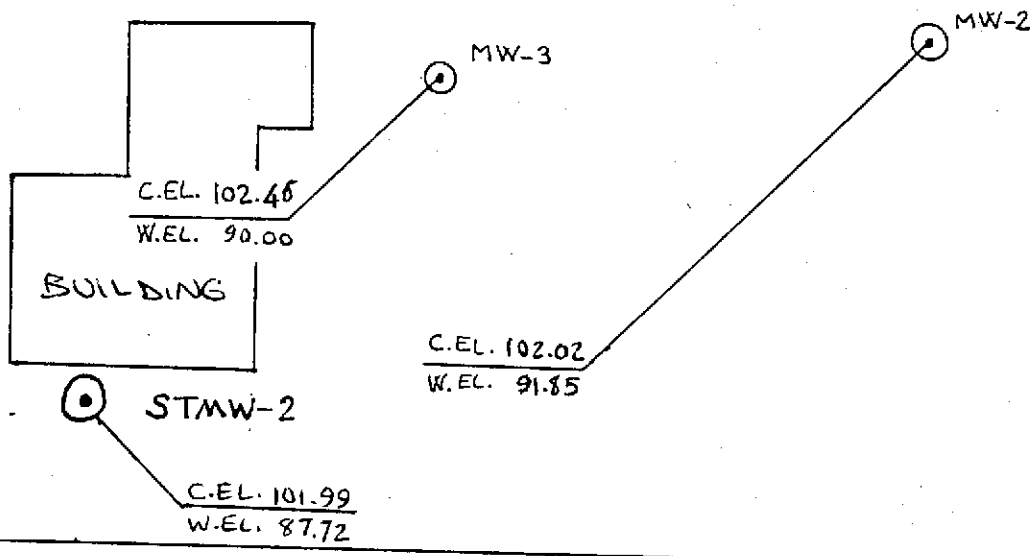 MW-2
MW-3
C.EL. 102.46
W.EL. 90.00
BUILDING
C.EL. 102.02
W.EL. 91.85
STMW-2
C.EL. 101.99
W.EL. 87.72